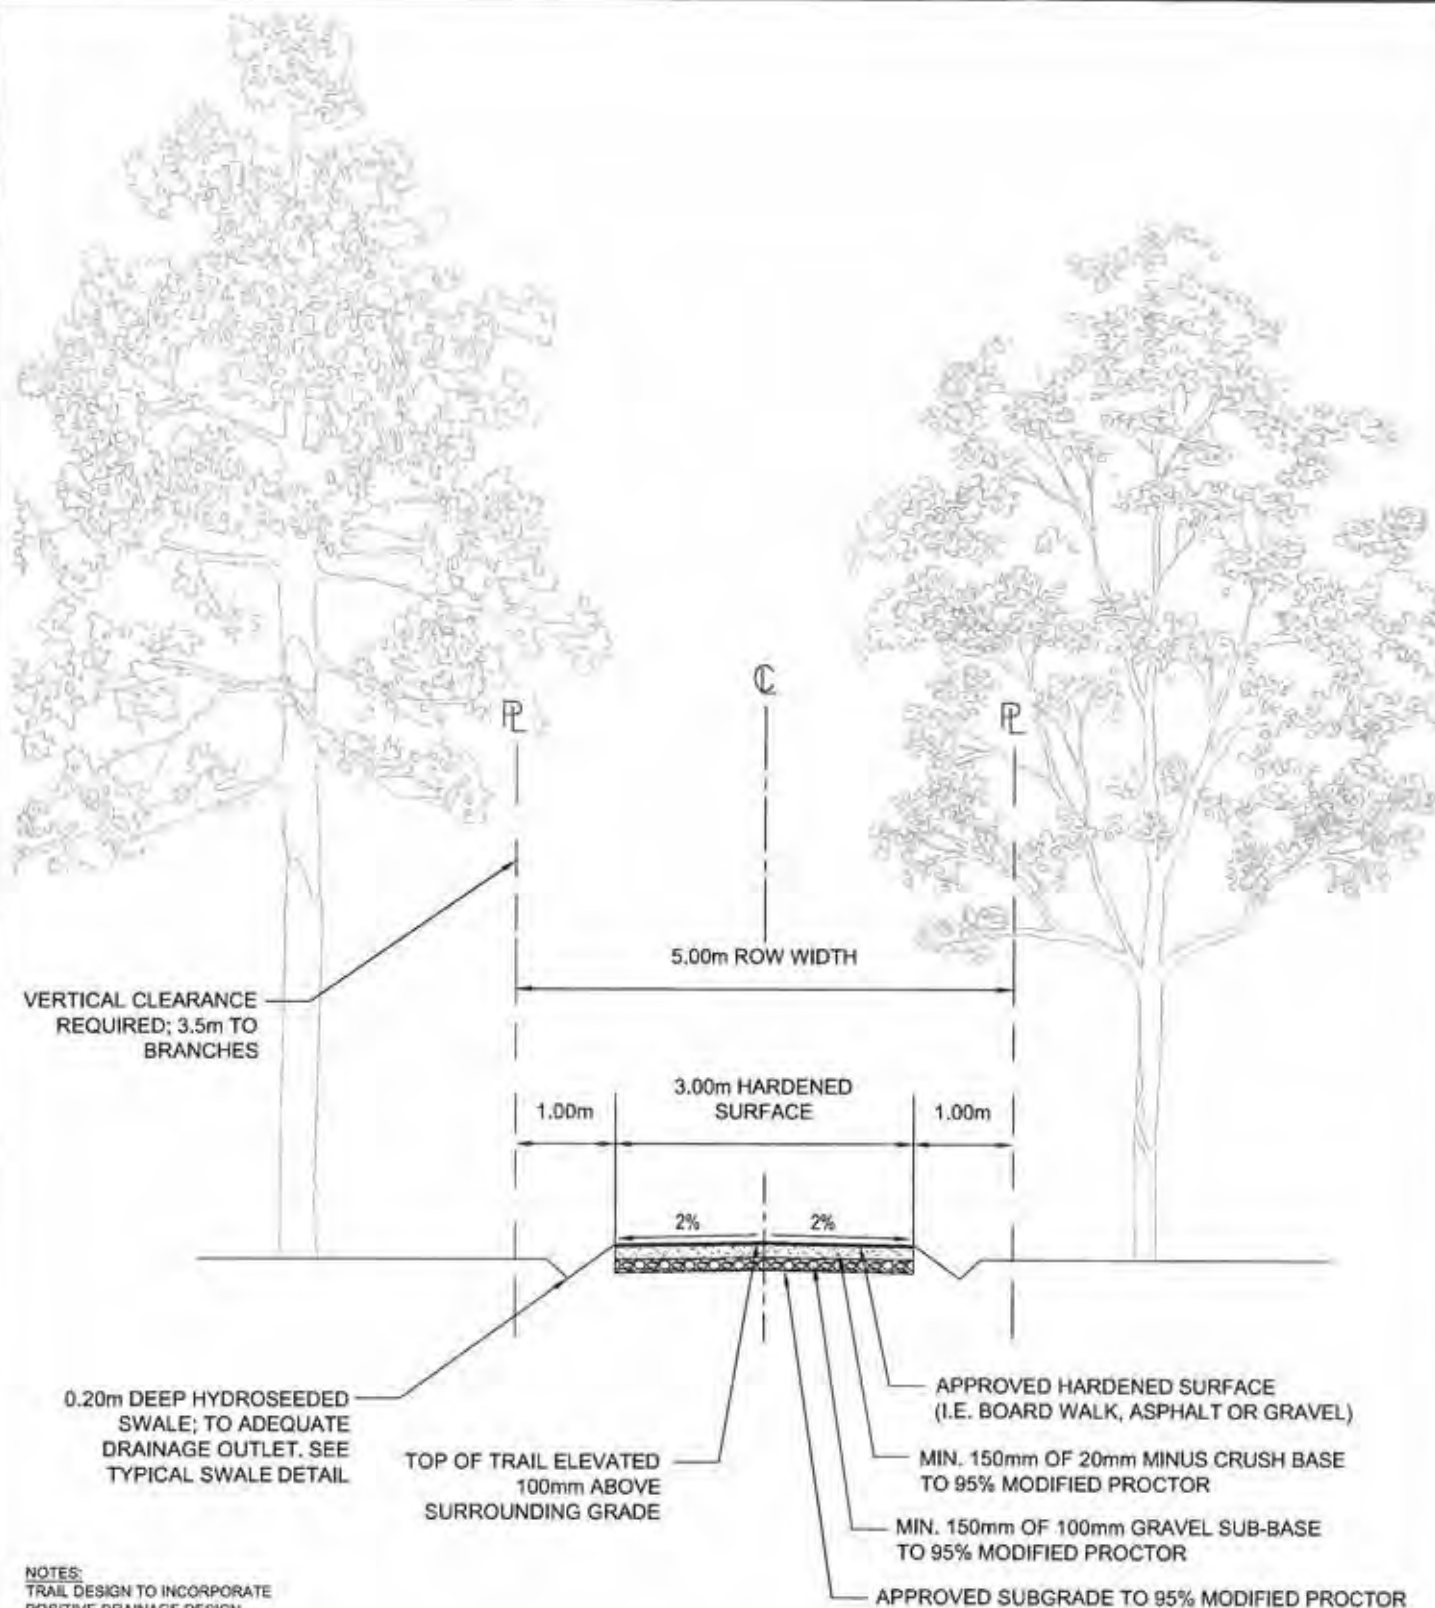 ℄
PL
PL
5.00m ROW WIDTH
VERTICAL CLEARANCE
REQUIRED; 3.5m TO
BRANCHES
3.00m HARDENED
SURFACE
1.00m
1.00m
2%
2%
0.20m DEEP HYDROSEEDED
SWALE; TO ADEQUATE
DRAINAGE OUTLET. SEE
TYPICAL SWALE DETAIL
TOP OF TRAIL ELEVATED
100mm ABOVE
SURROUNDING GRADE
APPROVED HARDENED SURFACE
(I.E. BOARD WALK, ASPHALT OR GRAVEL)
MIN. 150mm OF 20mm MINUS CRUSH BASE
TO 95% MODIFIED PROCTOR
MIN. 150mm OF 100mm GRAVEL SUB-BASE
TO 95% MODIFIED PROCTOR
APPROVED SUBGRADE TO 95% MODIFIED PROCTOR
NOTES:
TRAIL DESIGN TO INCORPORATE
POSITIVE DRAINAGE DESIGN